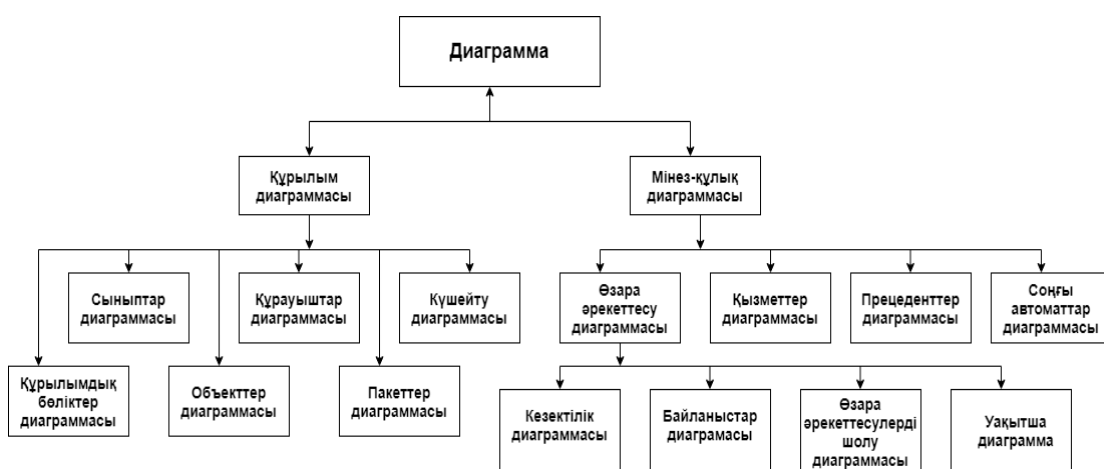 Диаграмма
Құрылым
диаграммасы
Мінез-құлық
диаграммасы
Сыныптар
диаграммасы
Құрауыштар
диаграммасы
Күшейту
диаграммасы
Өзара
әрекеттесу
диаграммасы
Қызметтер
диаграммасы
Прецеденттер
диаграммасы
Соңғы
автоматтар
диаграммасы
Құрылымдық
бөліктер
диаграммасы
Объекттер
диаграммасы
Пакеттер
диаграммасы
Кезектілік
диаграммасы
Байланыстар
диаграмасы
Өзара
әрекеттесулерді
шолу
диаграммасы
Уақытша
диаграмма